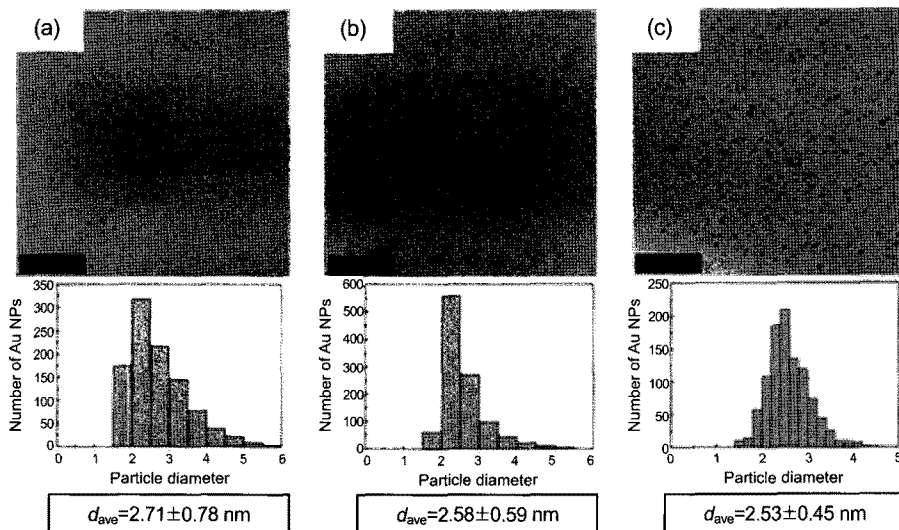 (a)
(b)
(c)
350
300
250
200
150
100
50
0
Number of Au NPs
0 1 2 3 4 5 6
Particle diameter
d_ave=2.71±0.78 nm
600
500
400
300
200
100
0
Number of Au NPs
0 1 2 3 4 5 6
Particle diameter
d_ave=2.58±0.59 nm
250
200
150
100
50
0
Number of Au NPs
0 1 2 3 4 5
Particle diameter
d_ave=2.53±0.45 nm